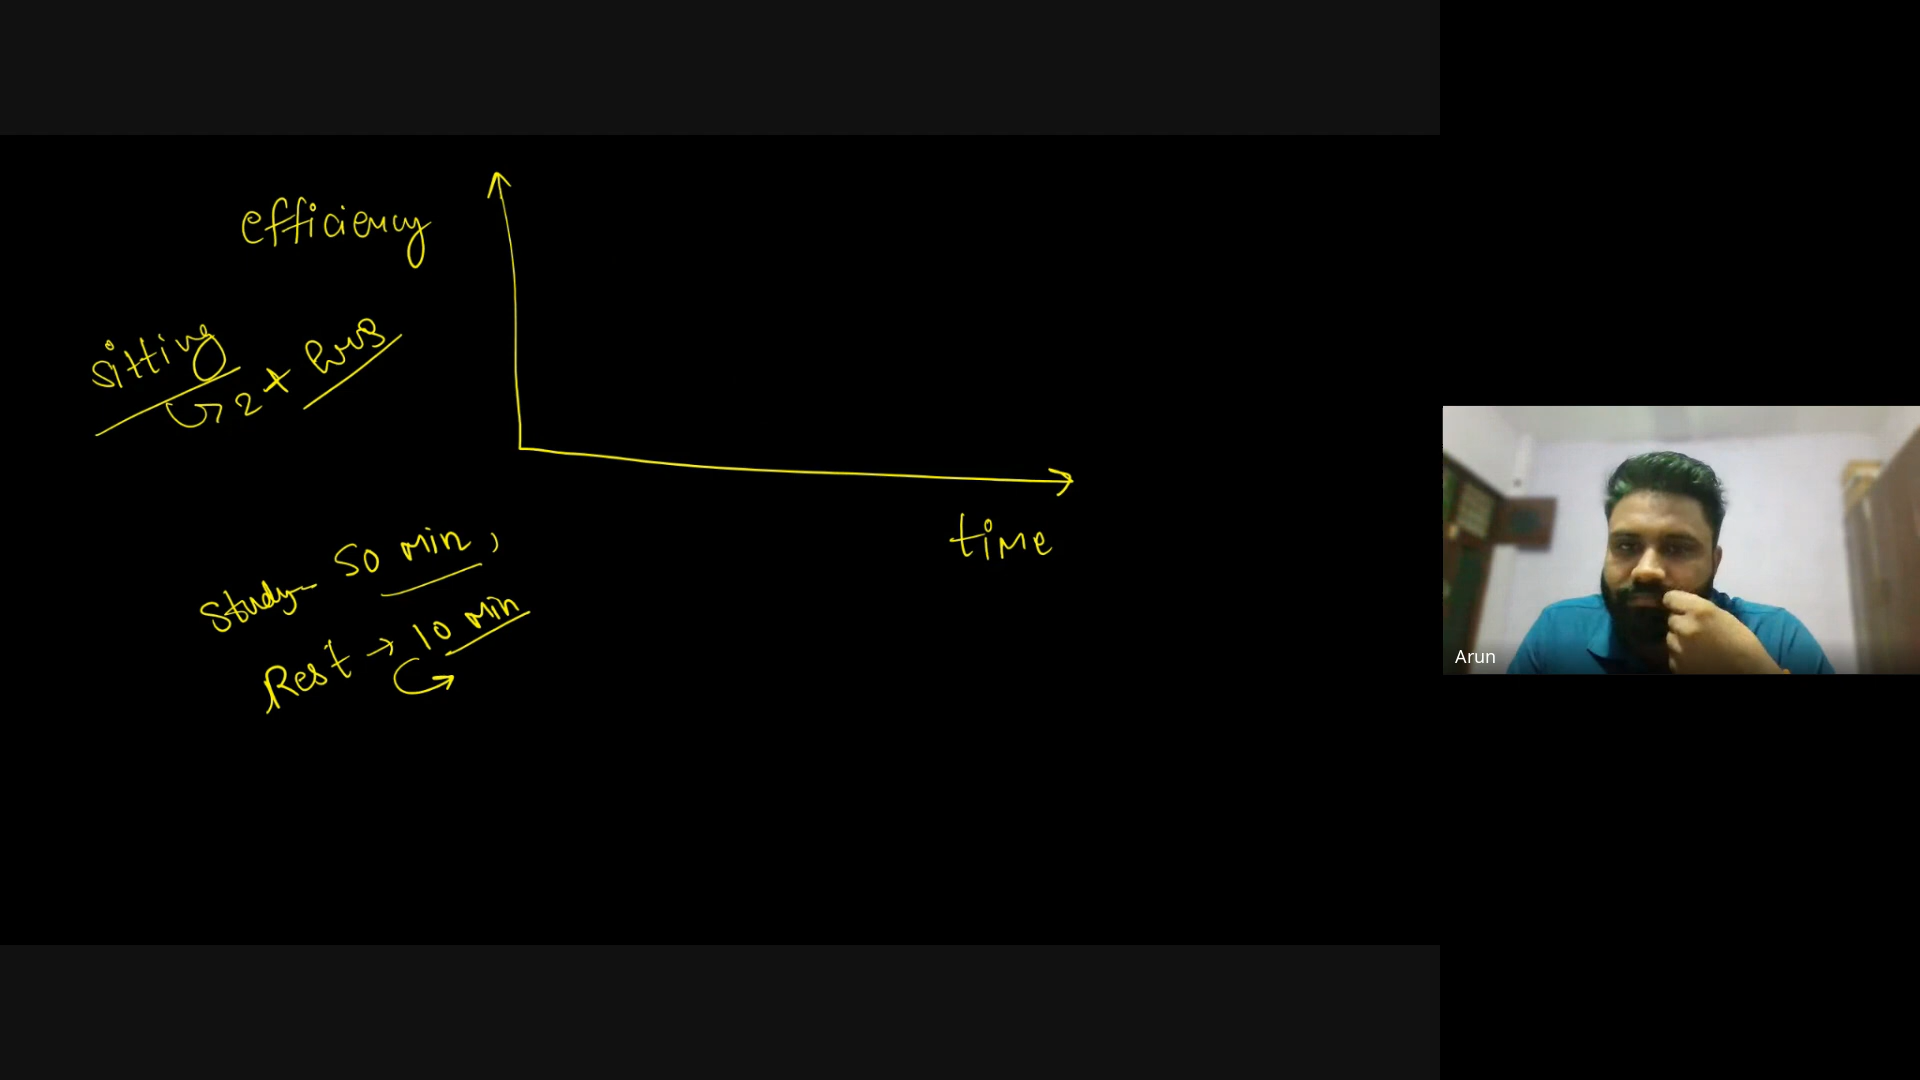 efficiency
sitting
2+ hrs
time
Study - 50 min,
Rest → 10 min
Arun